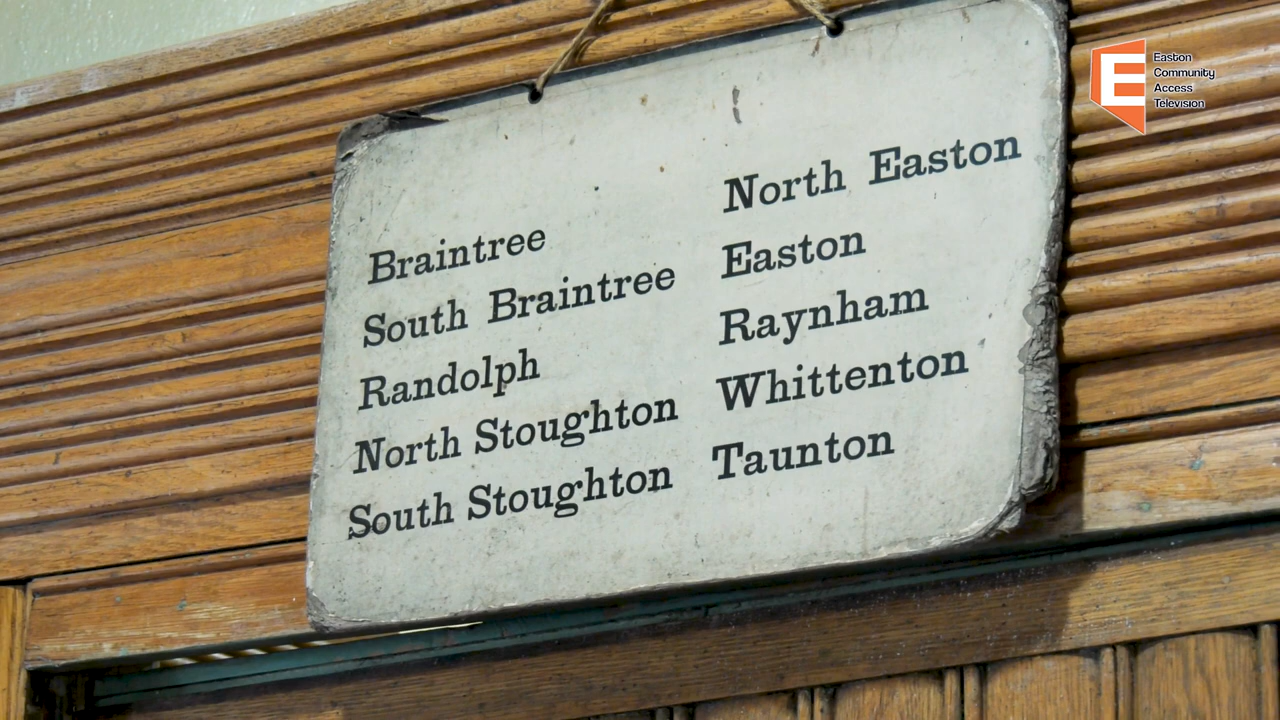 Braintree
South Braintree
Randolph
North Stoughton
South Stoughton
North Easton
Easton
Raynham
Whittenton
Taunton
E
Easton
Community
Access
Television